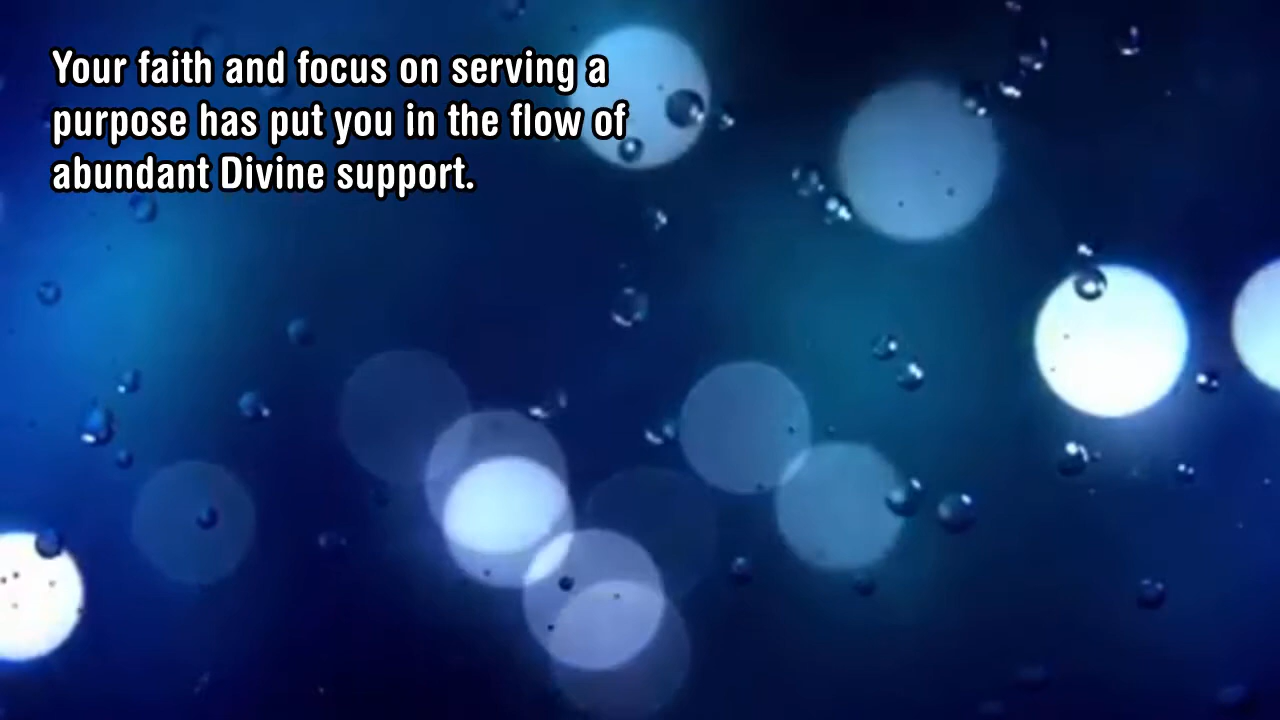 Your faith and focus on serving a
purpose has put you in the flow of
abundant Divine support.